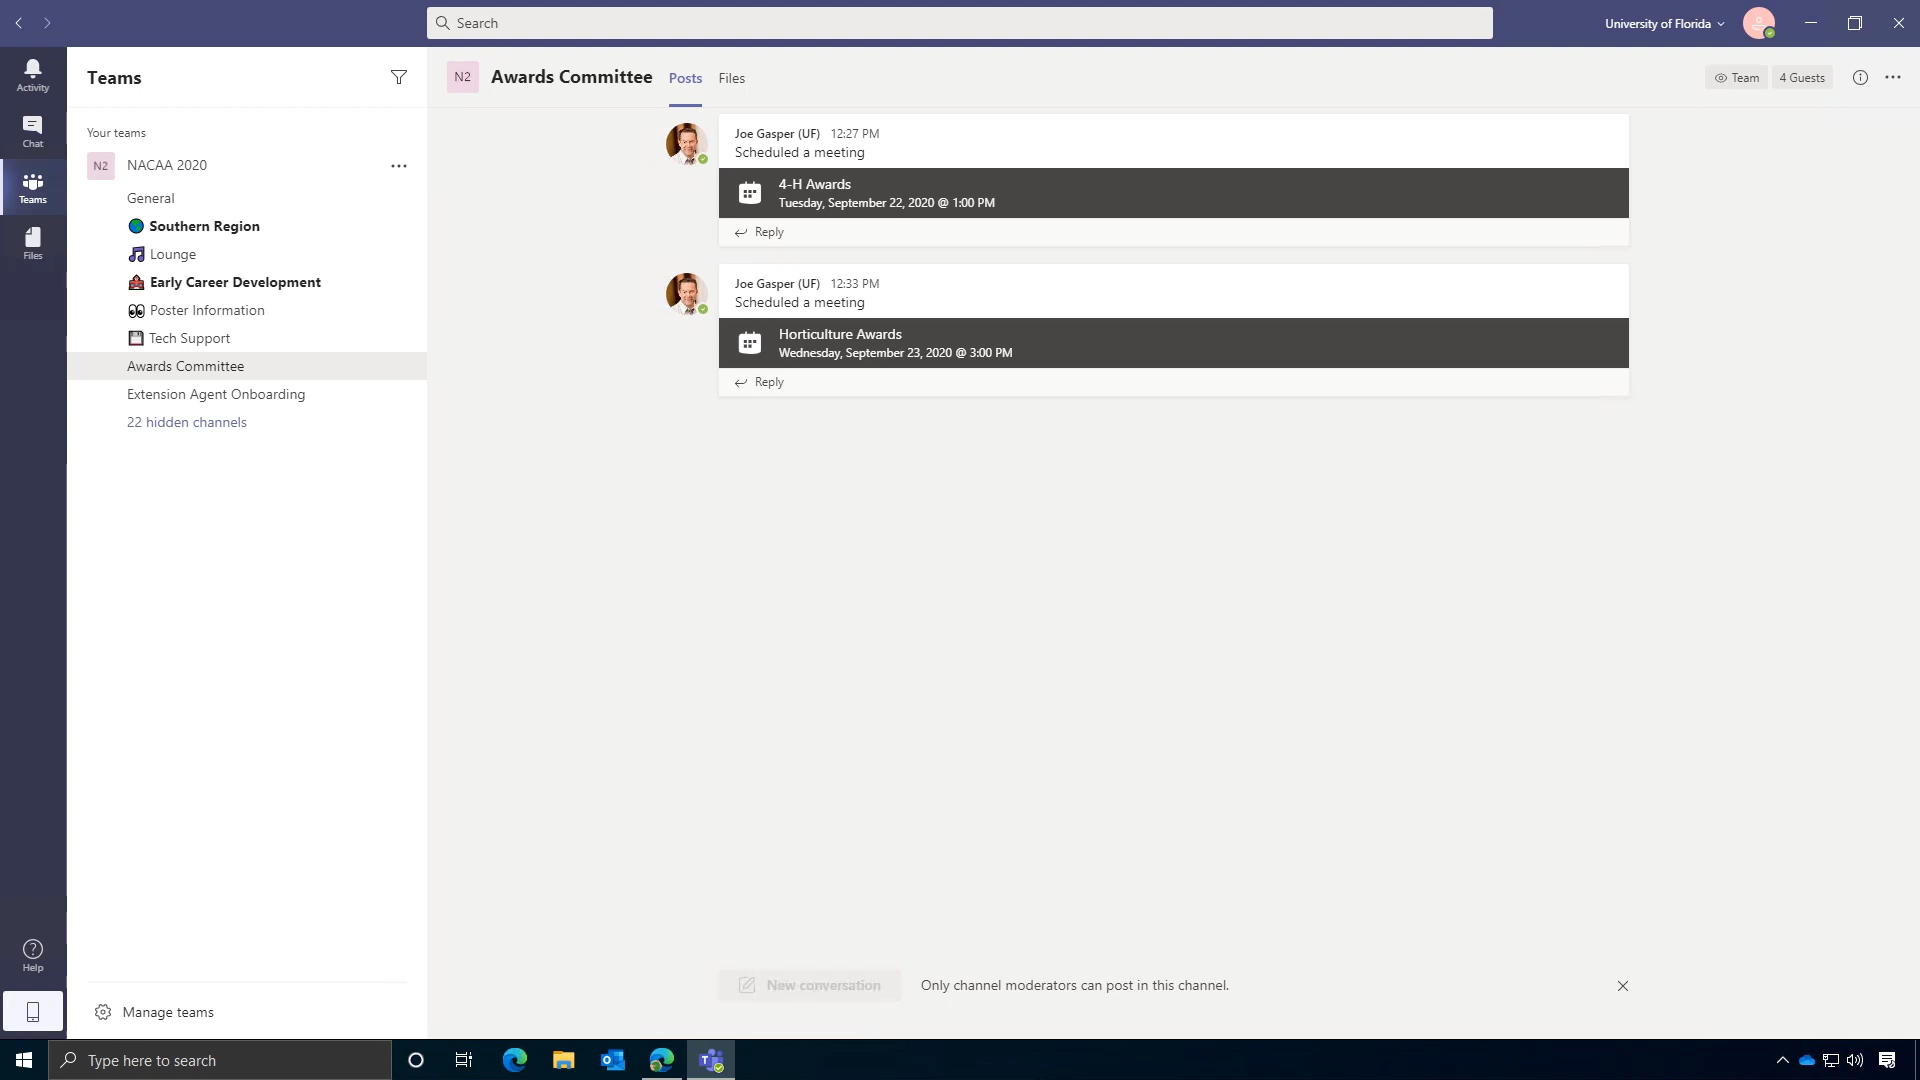 Search
University of Florida
Activity
Chat
Teams
Files
Help
Teams
Your teams
N2 NACAA 2020
General
Southern Region
Lounge
Early Career Development
Poster Information
Tech Support
Awards Committee
Extension Agent Onboarding
22 hidden channels
Manage teams
N2 Awards Committee Posts Files
Team 4 Guests
Joe Gasper (UF) 12:27 PM
Scheduled a meeting
4-H Awards
Tuesday, September 22, 2020 @ 1:00 PM
Reply
Joe Gasper (UF) 12:33 PM
Scheduled a meeting
Horticulture Awards
Wednesday, September 23, 2020 @ 3:00 PM
Reply
New conversation Only channel moderators can post in this channel.
Type here to search